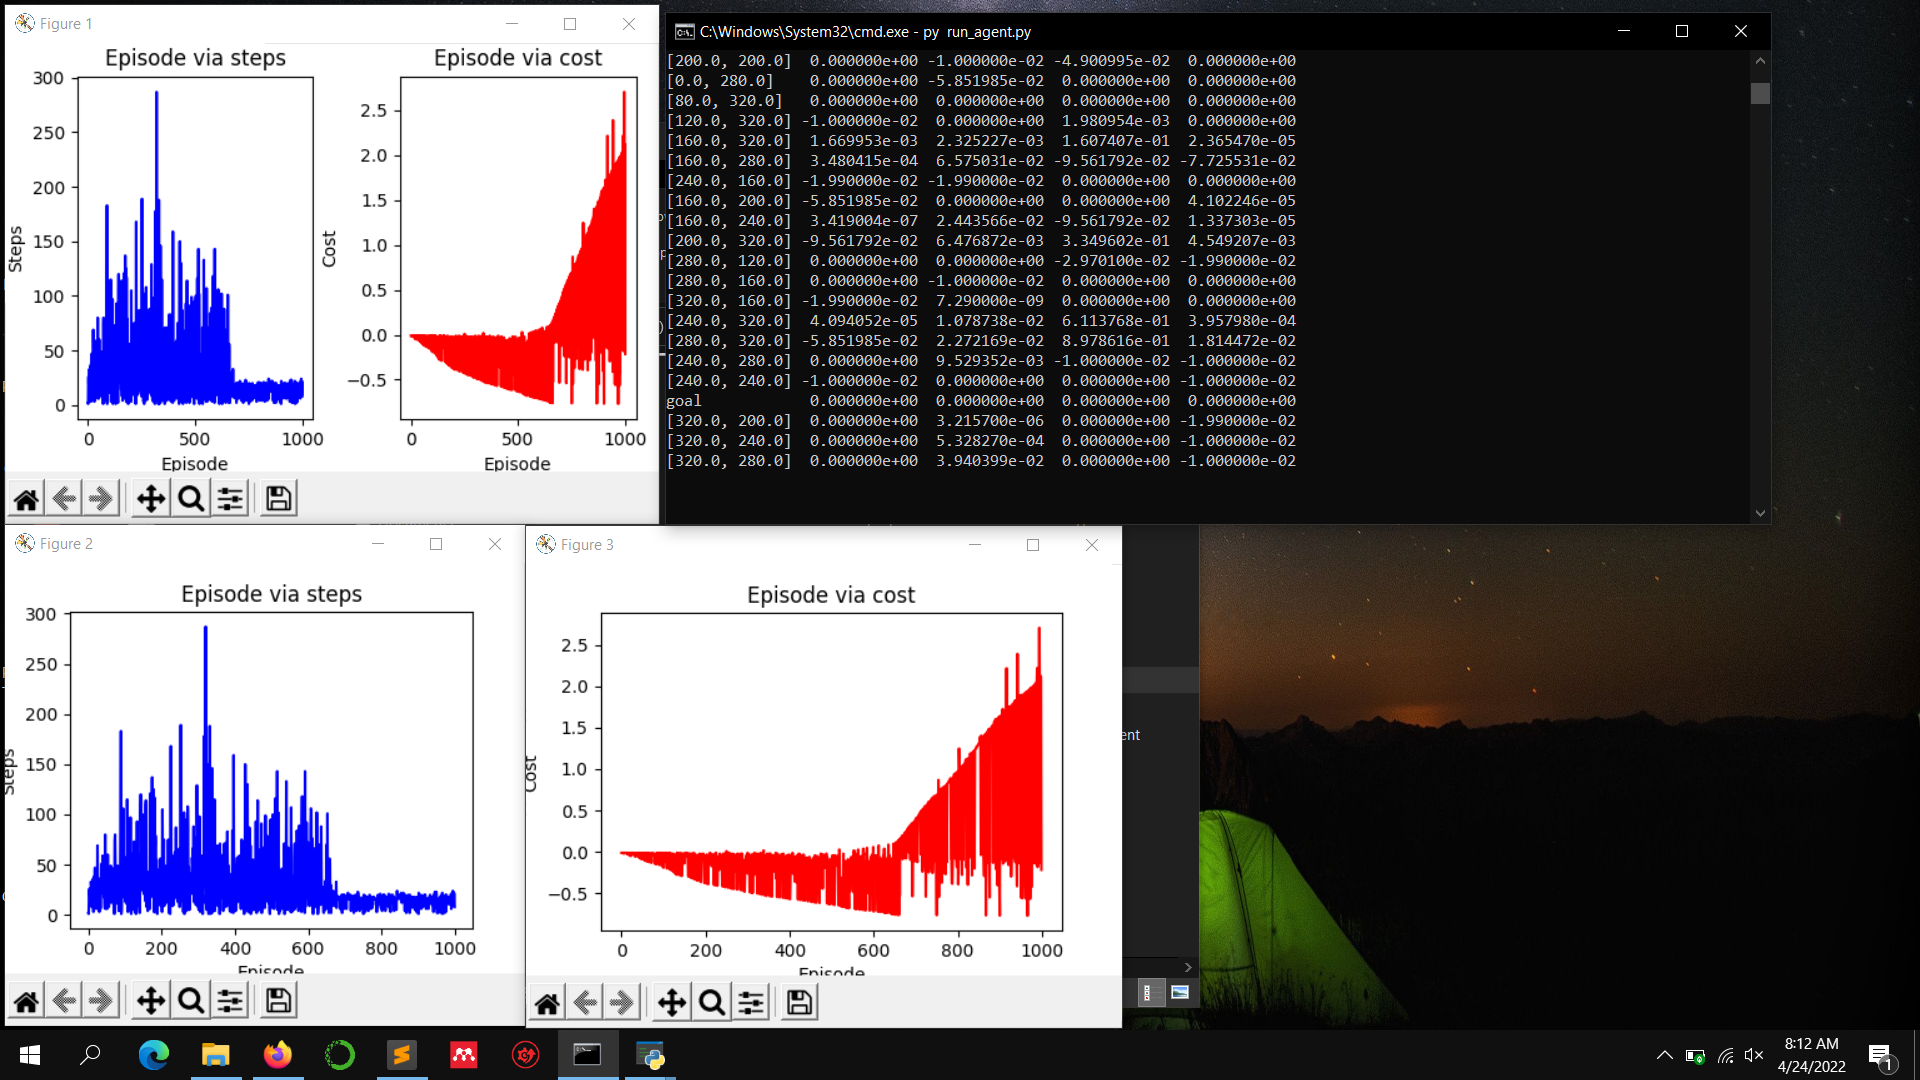 Figure 1
Episode via steps
300
250
200
150
100
50
0
Steps
0 500 1000
Episode
Episode via cost
2.5
2.0
1.5
1.0
0.5
0.0
−0.5
Cost
0 500 1000
Episode
C:\Windows\System32\cmd.exe - py run_agent.py
[200.0, 200.0] 0.000000e+00 -1.000000e-02 -4.900995e-02 0.000000e+00
[0.0, 280.0] 0.000000e+00 -5.851985e-02 0.000000e+00 0.000000e+00
[80.0, 320.0] 0.000000e+00 0.000000e+00 0.000000e+00 0.000000e+00
[120.0, 320.0] -1.000000e-02 0.000000e+00 1.980954e-03 0.000000e+00
[160.0, 320.0] 1.669953e-03 2.325227e-03 1.607407e-01 2.365470e-05
[160.0, 280.0] 3.480415e-04 6.575031e-02 -9.561792e-02 -7.725531e-02
[240.0, 160.0] -1.990000e-02 -1.990000e-02 0.000000e+00 0.000000e+00
[160.0, 200.0] -5.851985e-02 0.000000e+00 0.000000e+00 4.102246e-05
[160.0, 240.0] 3.419004e-07 2.443566e-02 -9.561792e-02 1.337303e-05
[200.0, 320.0] -9.561792e-02 6.476872e-03 3.349602e-01 4.549207e-03
[280.0, 120.0] 0.000000e+00 0.000000e+00 -2.970100e-02 -1.990000e-02
[280.0, 160.0] 0.000000e+00 -1.000000e-02 0.000000e+00 0.000000e+00
[320.0, 160.0] -1.990000e-02 7.290000e-09 0.000000e+00 0.000000e+00
[240.0, 320.0] 4.094052e-05 1.078738e-02 6.113768e-01 3.957980e-04
[280.0, 320.0] -5.851985e-02 2.272169e-02 8.978616e-01 1.814472e-02
[240.0, 280.0] 0.000000e+00 9.529352e-03 -1.000000e-02 -1.000000e-02
[240.0, 240.0] -1.000000e-02 0.000000e+00 0.000000e+00 -1.000000e-02
goal 0.000000e+00 0.000000e+00 0.000000e+00 0.000000e+00
[320.0, 200.0] 0.000000e+00 3.215700e-06 0.000000e+00 -1.990000e-02
[320.0, 240.0] 0.000000e+00 5.328270e-04 0.000000e+00 -1.000000e-02
[320.0, 280.0] 0.000000e+00 3.940399e-02 0.000000e+00 -1.000000e-02
Figure 2
Episode via steps
300
250
200
150
100
50
0
Steps
0 200 400 600 800 1000
Episode
Figure 3
Episode via cost
2.5
2.0
1.5
1.0
0.5
0.0
−0.5
Cost
0 200 400 600 800 1000
Episode
ent
8:12 AM
4/24/2022
1